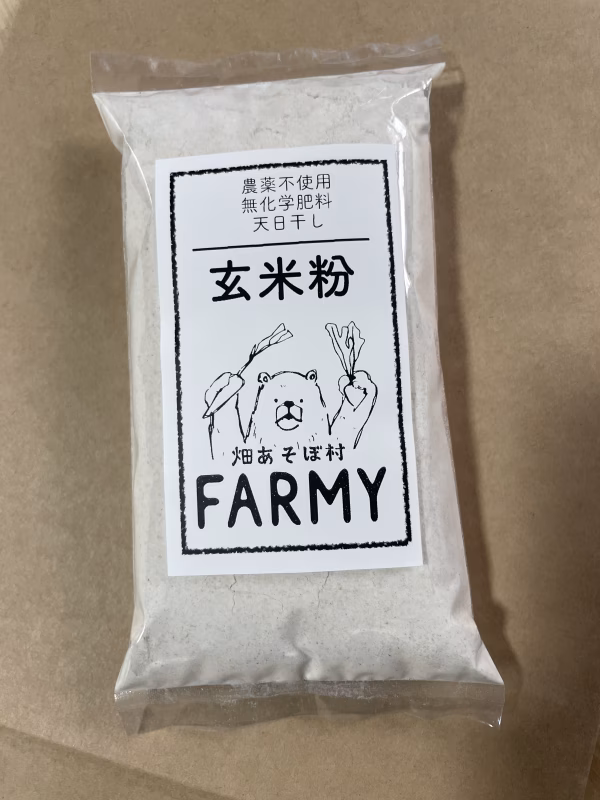 農薬不使用
無化学肥料
天日干し
玄米粉
畑あそぼ村
FARMY